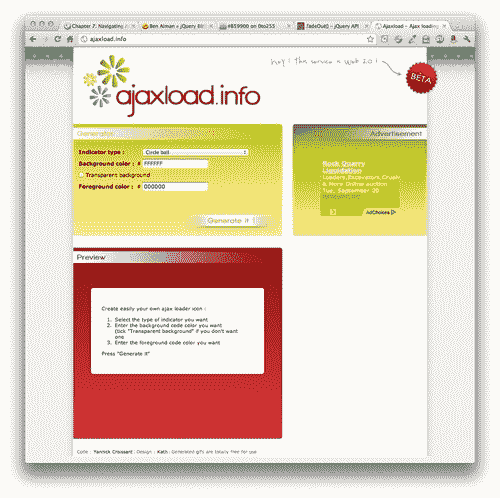 Chapter 7. Navigating
Ben Alman » jQuery BBQ
#859900 on 0to255
.fadeOut() – jQuery API
Ajaxload - Ajax loading
ajaxload.info
hey! this service is web 2.0 !
BETA
ajaxload.info
Generator
Indicator type :
Circle ball
Background color : #
FFFFFF
Transparent background
Foreground color : #
000000
Generate it !
Advertisement
Rock Quarry
Liquidation
Loaders,Excavators,Crush
& More Online auction
Tue, September 20
AdChoices
Preview
Create easily your own ajax loader icon :
1. Select the type of indicator you want
2. Enter the background code color you want
(tick "Transparent background" if you don't want
one
3. Enter the foreground code color you want
Press "Generate it"
Code : Yannick Croissant . Design : Kath . Generated gifs are totally free for use